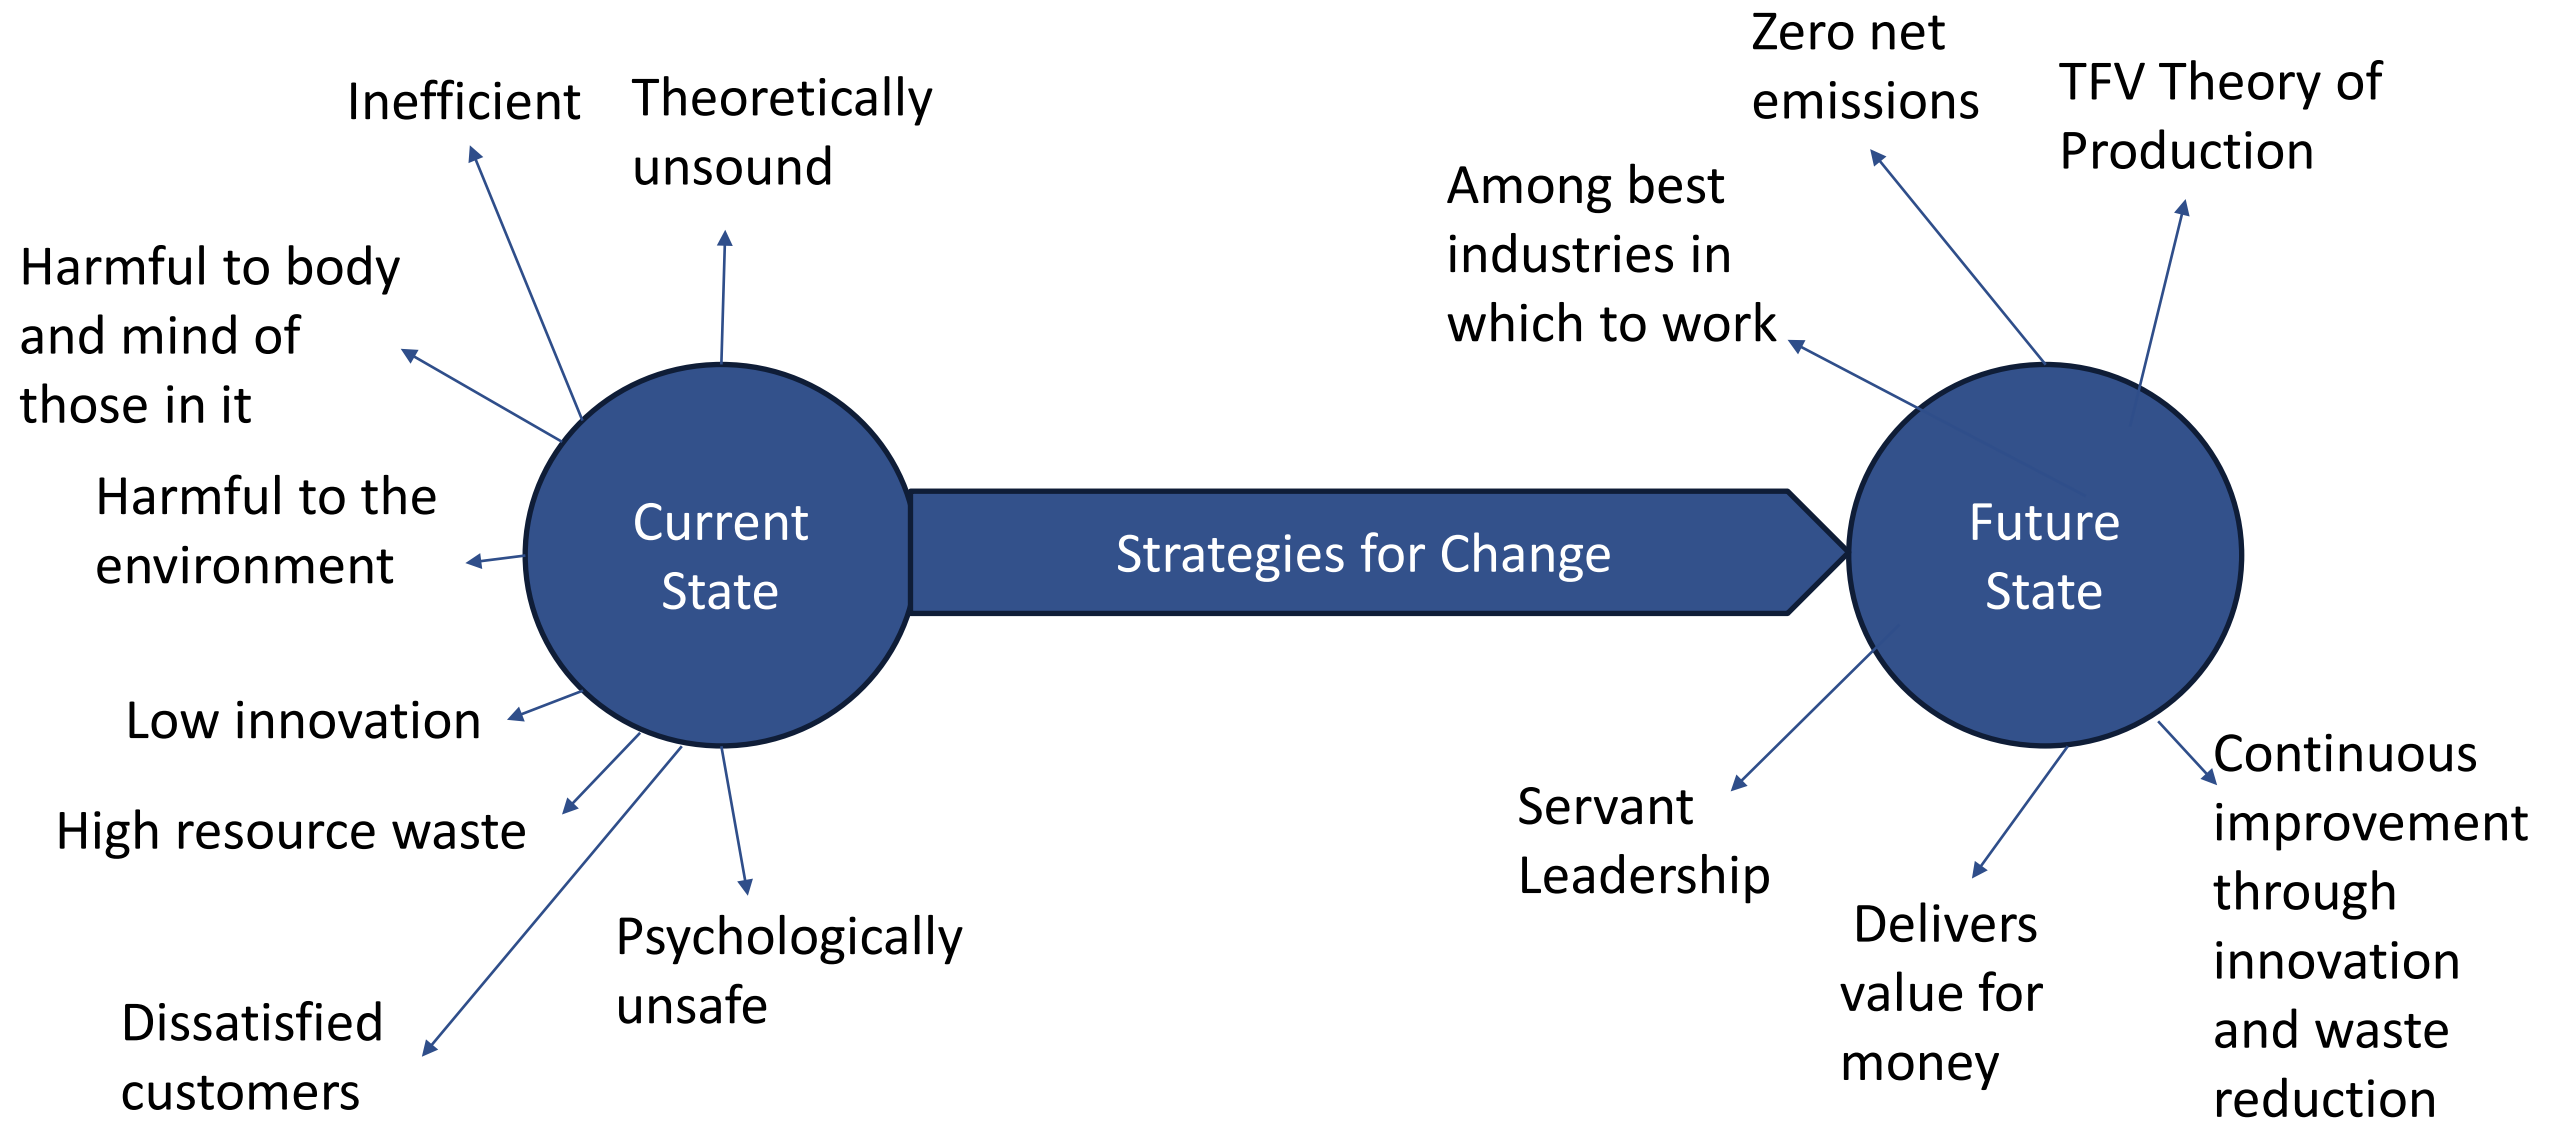 Inefficient
Theoretically
unsound
Harmful to body
and mind of
those in it
Harmful to the
environment
Low innovation
High resource waste
Dissatisfied
customers
Psychologically
unsafe
Current
State
Strategies for Change
Future
State
Among best
industries in
which to work
Zero net
emissions
TFV Theory of
Production
Servant
Leadership
Delivers
value for
money
Continuous
improvement
through
innovation
and waste
reduction